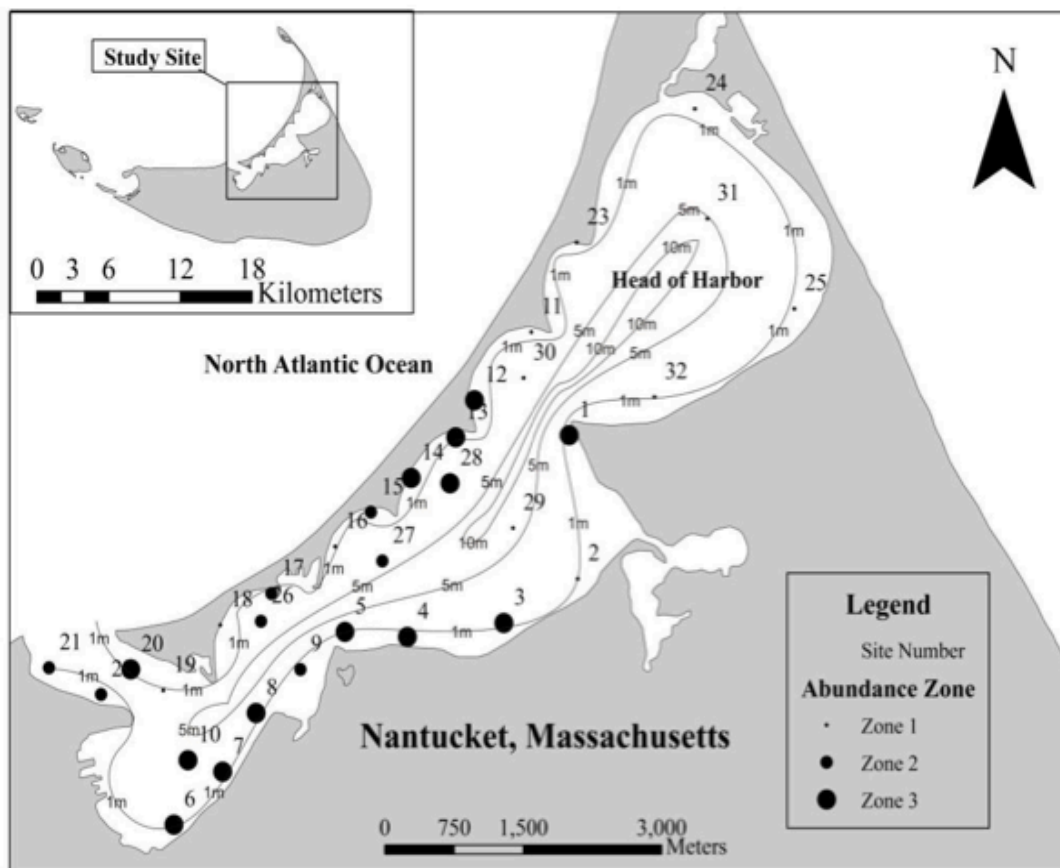 Study Site
0 3 6 12 18
Kilometers
N
24
1m
31
1m
23
5m
1m
10m
1m
Head of Harbor
25
11
10m
5m
1m
1m
30
10m
5m
North Atlantic Ocean
12
32
1m
13
1
14
28
5m
15
5m
1m
29
16
27
1m
10m
2
17
1m
5m
5m
18
26
5
4
3
1m
1m
21
20
9
19
1m
2
1m
1m
8
5m
10
7
Nantucket, Massachusetts
1m
6
1m
0 750 1,500 3,000
Meters
Legend
Site Number
Abundance Zone
Zone 1
Zone 2
Zone 3